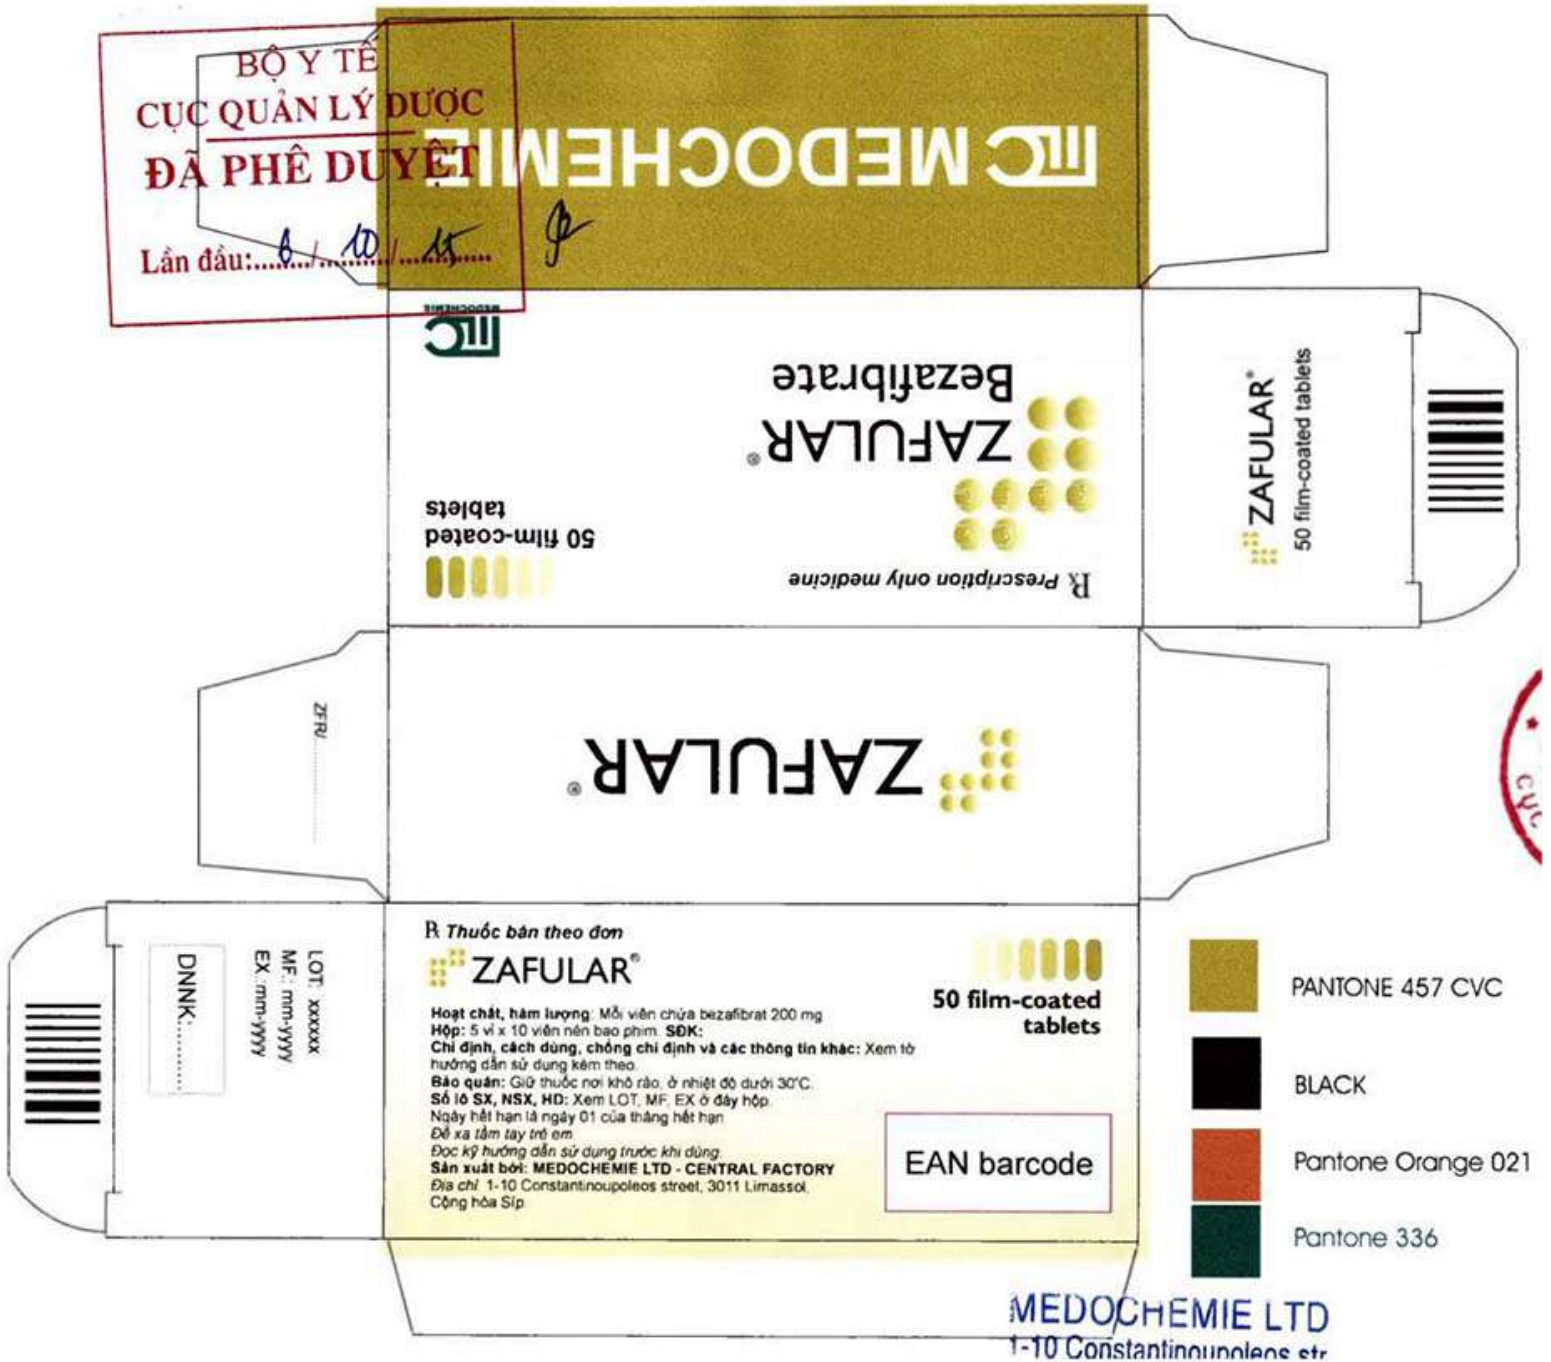 BỘ Y TẾ
CỤC QUẢN LÝ DƯỢC
ĐÃ PHÊ DUYỆT
Lần đầu:......./........../.............
6 10 15
MEDOCHEMIE
MEDOCHEMIE
Bezafibrate
ZAFULAR®
50 film-coated
tablets
℞ Prescription only medicine
ZAFULAR®
50 film-coated tablets
ZFR/
ZAFULAR®
LOT: xxxxxx
MF.: mm-yyyy
EX.:mm-yyyy
DNNK:
℞ Thuốc bán theo đơn
ZAFULAR®
Hoạt chất, hàm lượng: Mỗi viên chứa bezafibrat 200 mg
Hộp: 5 vỉ x 10 viên nén bao phim. SĐK:
Chỉ định, cách dùng, chống chỉ định và các thông tin khác: Xem tờ
hướng dẫn sử dụng kèm theo.
Bảo quản: Giữ thuốc nơi khô ráo, ở nhiệt độ dưới 30°C.
Số lô SX, NSX, HD: Xem LOT, MF, EX ở đáy hộp.
Ngày hết hạn là ngày 01 của tháng hết hạn
Để xa tầm tay trẻ em
Đọc kỹ hướng dẫn sử dụng trước khi dùng.
Sản xuất bởi: MEDOCHEMIE LTD - CENTRAL FACTORY
Địa chỉ: 1-10 Constantinoupoleos street, 3011 Limassol,
Cộng hòa Síp.
50 film-coated
tablets
EAN barcode
PANTONE 457 CVC
BLACK
Pantone Orange 021
Pantone 336
CỤC
MEDOCHEMIE LTD
1-10 Constantinoupoleos str